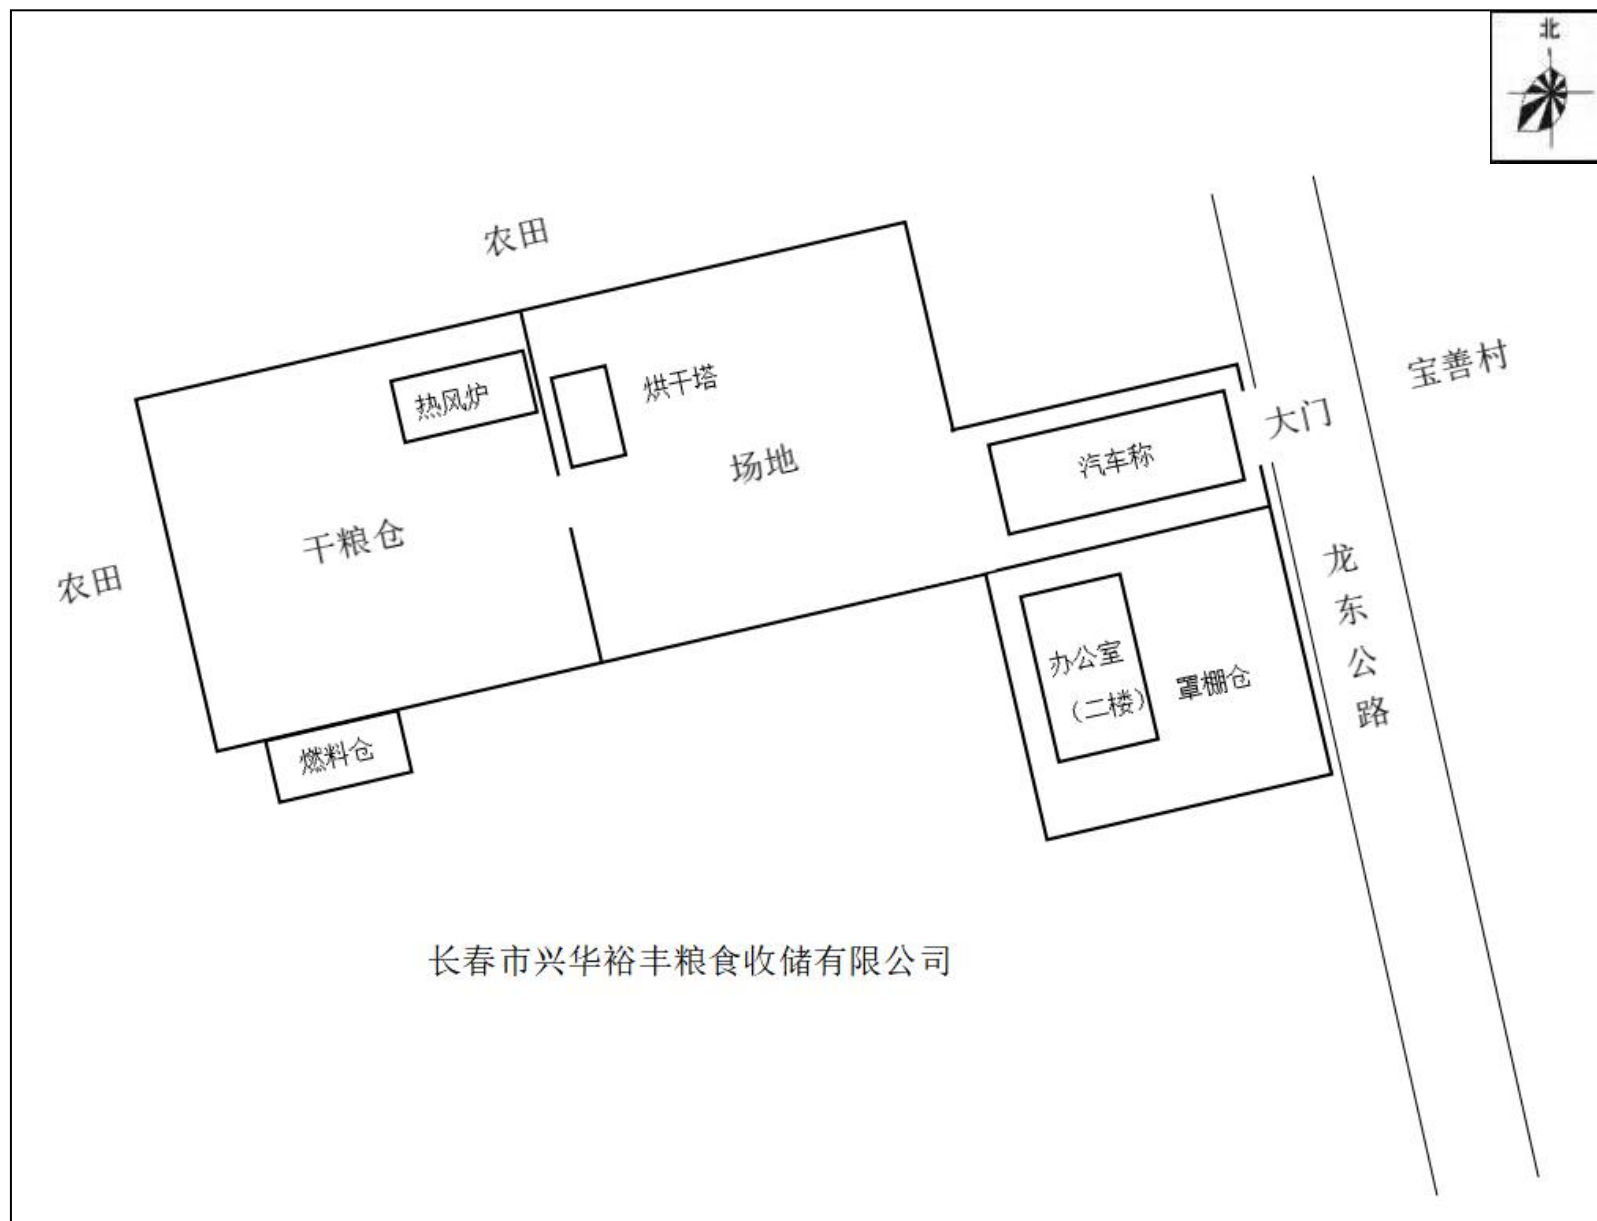 北
农田
宝善村
热风炉
烘干塔
大门
场地
汽车称
干粮仓
农田
龙东公路
办公室
（二楼）
罩棚仓
燃料仓
长春市兴华裕丰粮食收储有限公司